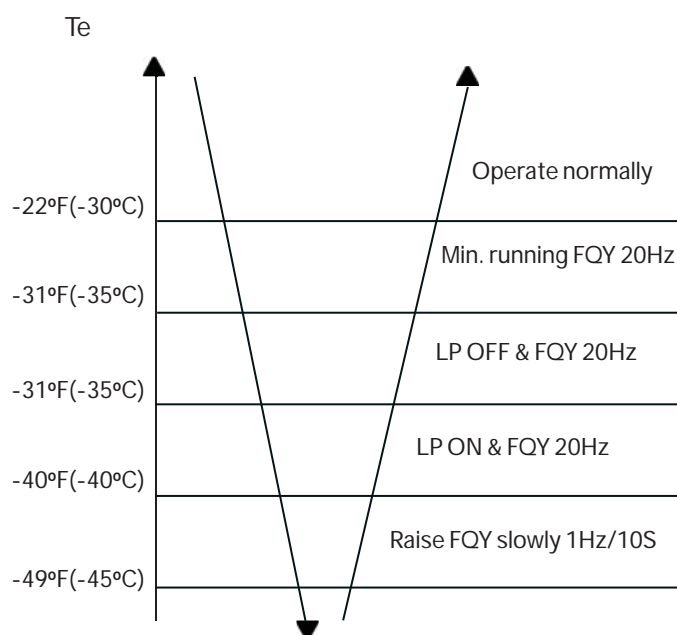 Te
Operate normally
-22ºF(-30ºC)
Min. running FQY 20Hz
-31ºF(-35ºC)
LP OFF & FQY 20Hz
-31ºF(-35ºC)
LP ON & FQY 20Hz
-40ºF(-40ºC)
Raise FQY slowly 1Hz/10S
-49ºF(-45ºC)